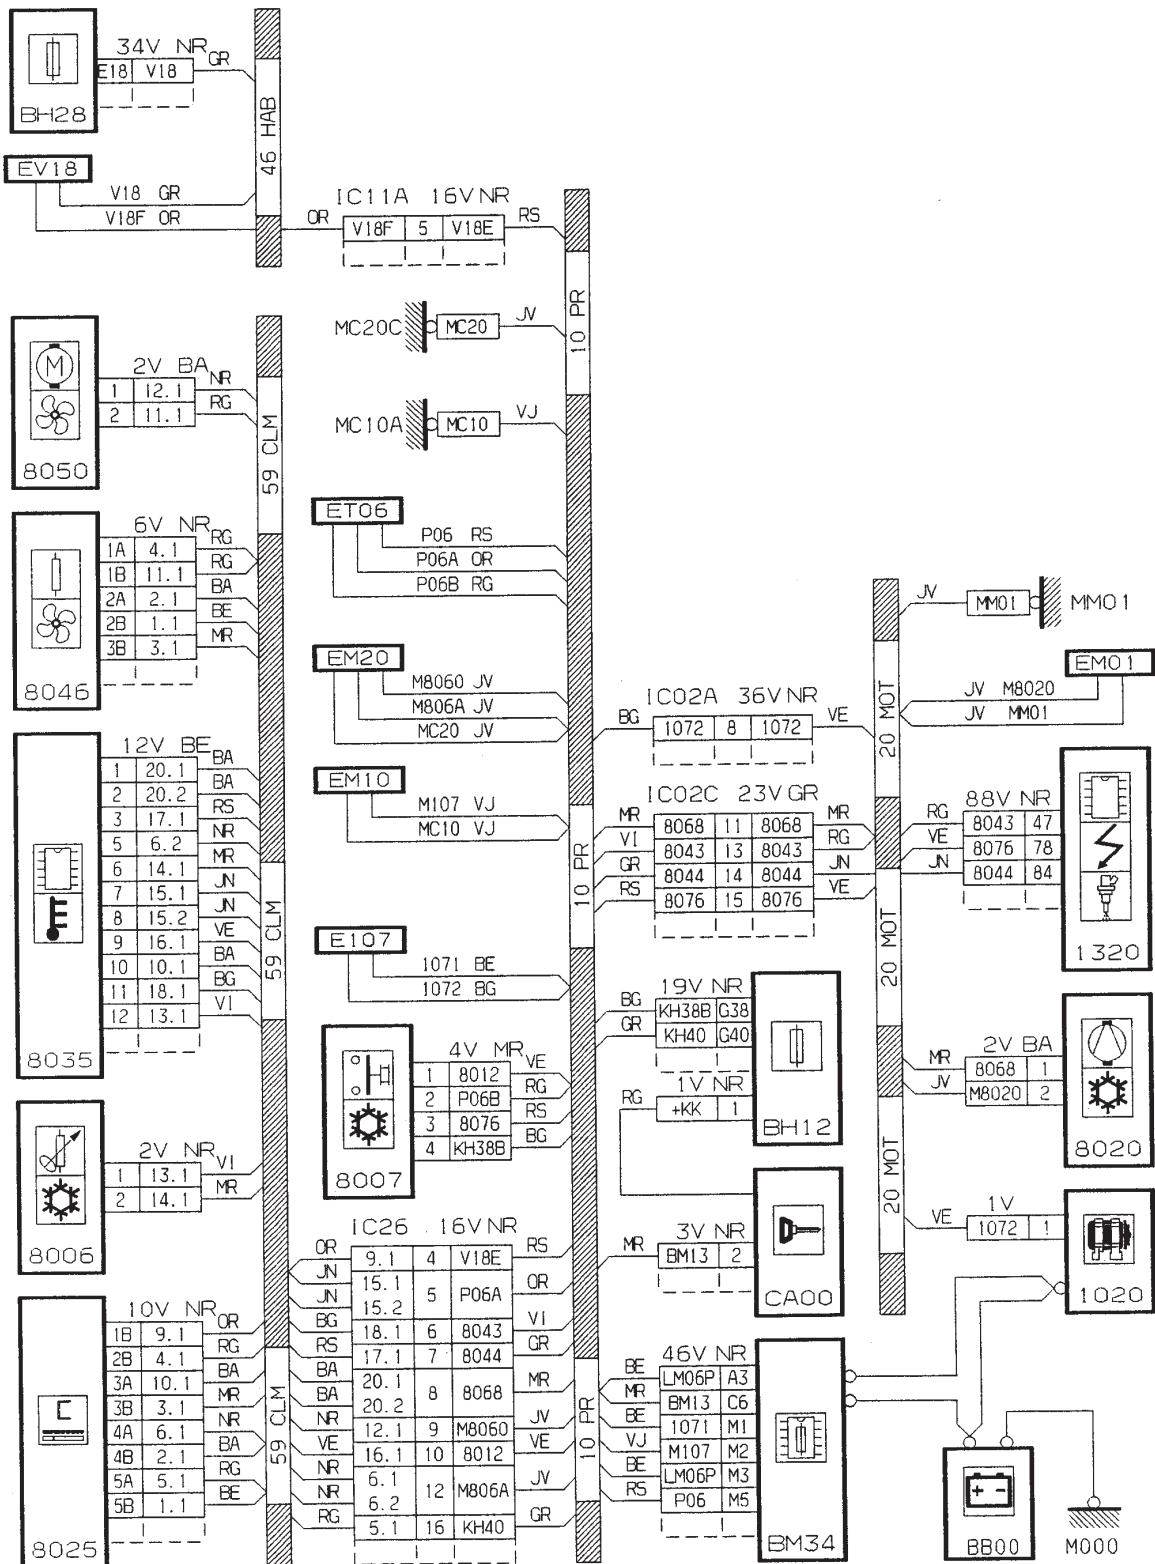 34V NR
GR
E18 V18
BH28
46 HAB
EV18
V18 GR
V18F OR
OR
IC11A 16V NR
V18F 5 V18E
RS
10 PR
MC20C
MC20
JV
MC10A
MC10
VJ
2V BA
1 12.1 NR
2 11.1 RG
8050
59 CLM
6V NR
1A 4.1 RG
1B 11.1 RG
2A 2.1 BA
2B 1.1 BE
3B 3.1 MR
8046
ET06
P06 RS
P06A OR
P06B RG
EM20
M8060 JV
M806A JV
MC20 JV
EM10
M107 VJ
MC10 VJ
E107
1071 BE
1072 BG
12V BE
1 20.1 BA
2 20.2 BA
3 17.1 RS
5 6.2 NR
6 14.1 MR
7 15.1 JN
8 15.2 JN
9 16.1 VE
10 10.1 BA
11 18.1 BG
12 13.1 VI
8035
59 CLM
10 PR
4V MR
1 8012 VE
2 P06B RG
3 8076 RS
4 KH38B BG
8007
2V NR
1 13.1 VI
2 14.1 MR
8006
10V NR
1B 9.1 OR
2B 4.1 RG
3A 10.1 BA
3B 3.1 MR
4A 6.1 NR
4B 2.1 BA
5A 5.1 RG
5B 1.1 BE
8025
59 CLM
IC26 16V NR
OR 9.1 4 V18E RS
JN 15.1 5 P06A OR
JN 15.2
BG 18.1 6 8043 VI
RS 17.1 7 8044 GR
BA 20.1 8 8068 MR
BA 20.2
NR 12.1 9 M8060 JV
VE 16.1 10 8012 VE
NR 6.1 12 M806A JV
NR 6.2
RG 5.1 16 KH40 GR
10 PR
IC02A 36V NR
BG 1072 8 1072 VE
IC02C 23V GR
MR 8068 11 8068 MR
VI 8043 13 8043 RG
GR 8044 14 8044 JN
RS 8076 15 8076 VE
19V NR
BG KH38B G38
GR KH40 G40
1V NR
RG +KK 1
BH12
3V NR
MR BM13 2
CA00
46V NR
BE LM06P A3
MR BM13 C6
BE 1071 M1
VJ M107 M2
BE LM06P M3
RS P06 M5
BM34
JV MM01
MM01
EM01
JV M8020
JV MM01
20 MOT
88V NR
RG 8043 47
VE 8076 78
JN 8044 84
1320
20 MOT
2V BA
MR 8068 1
JV M8020 2
8020
20 MOT
1V
VE 1072 1
1020
BB00
M000